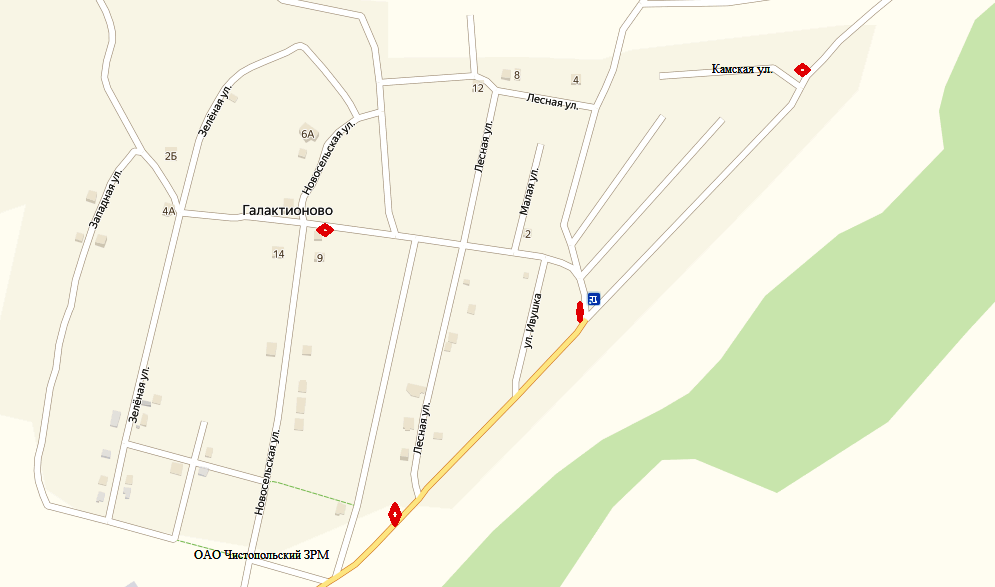 Камская ул.
8
4
12
Лесная ул.
Зелёная ул.
6А
Новосельская ул.
Лесная ул.
2Б
Малая ул.
Западная ул.
4А
Галактионово
2
14
9
ул. Ивушка
Зелёная ул.
Лесная ул.
Новосельская ул.
ОАО Чистопольский ЗРМ